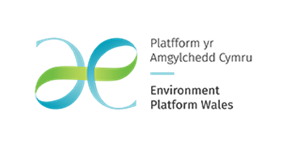 Platfform yr
Amgylchedd Cymru
Environment
Platform Wales